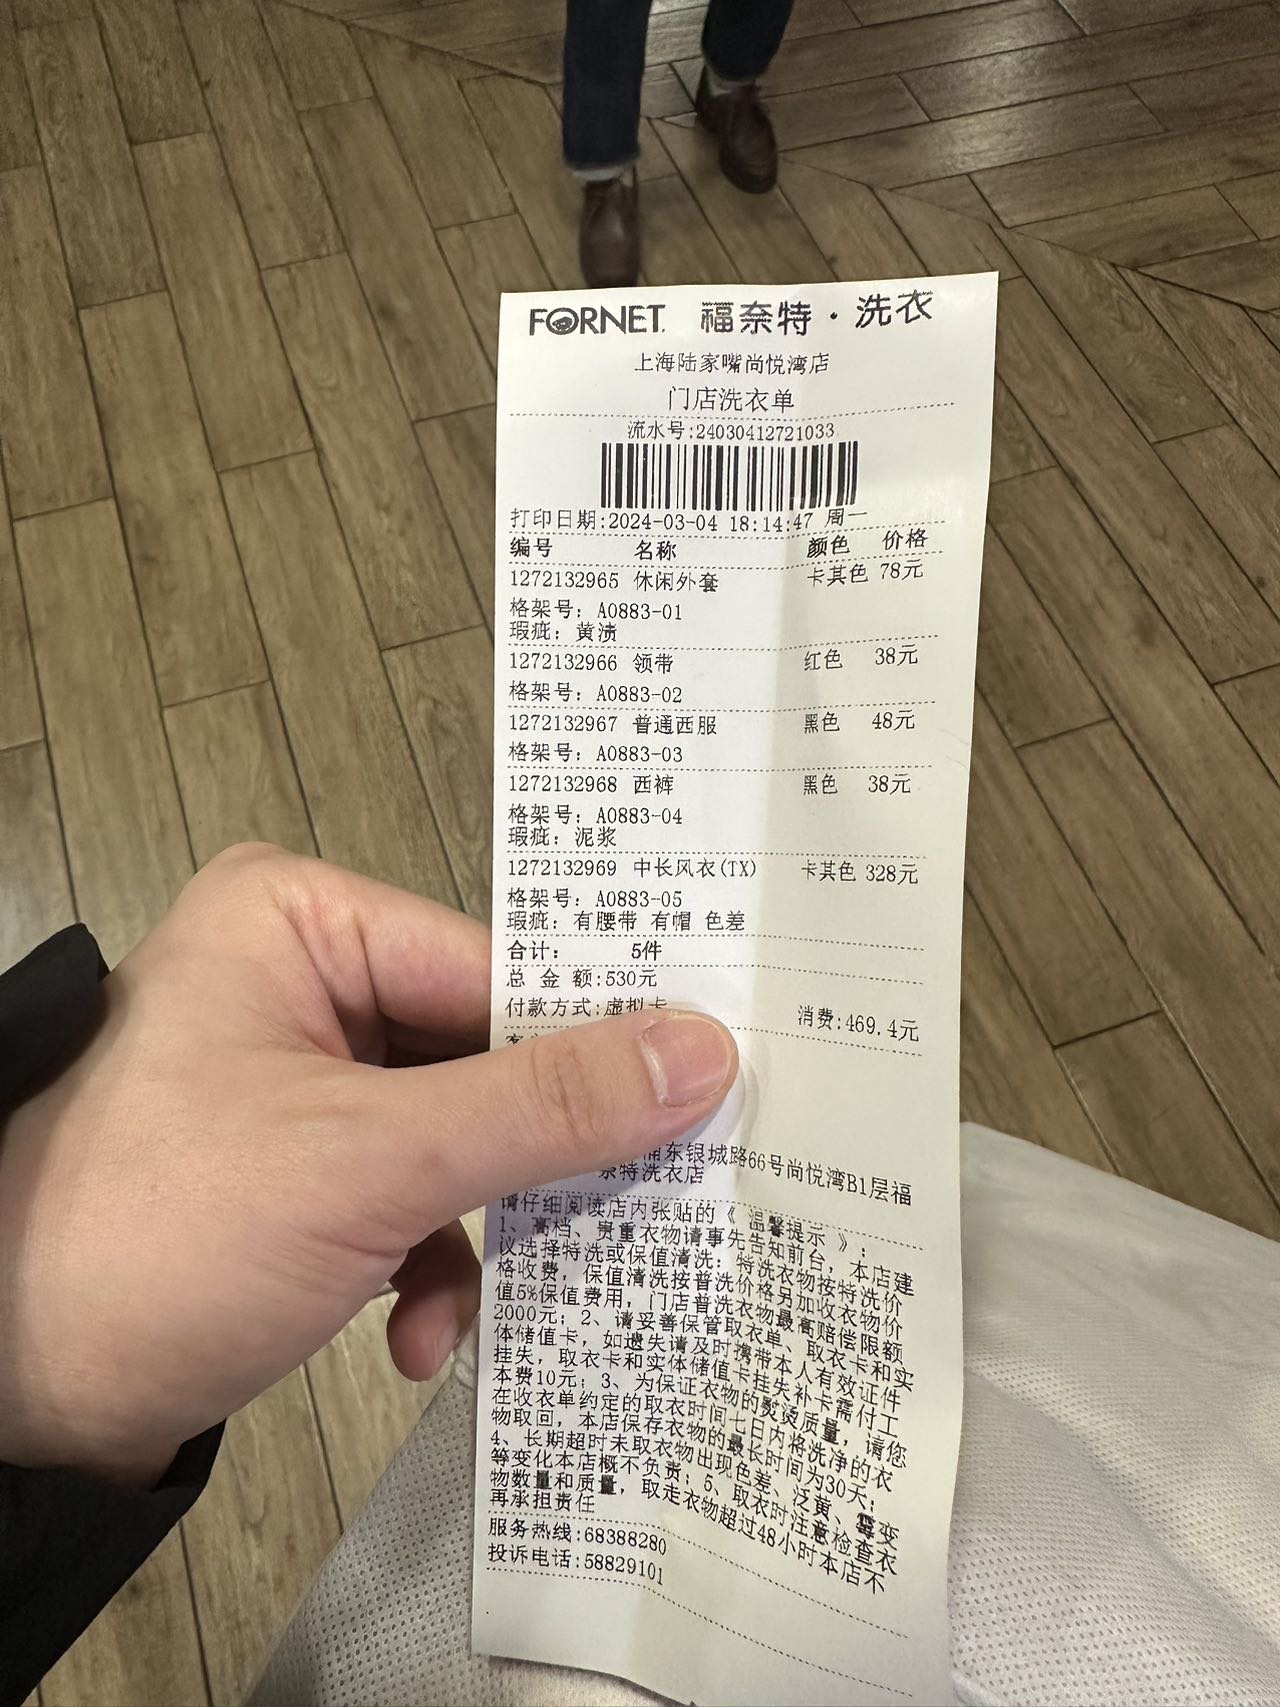 FORNET 福奈特·洗衣
上海陆家嘴尚悦湾店
门店洗衣单
流水号:24030412721033
打印日期:2024-03-04 18:14:47 周一
编号 名称 颜色 价格
1272132965 休闲外套 卡其色 78元
格架号: A0883-01
瑕疵: 黄渍
1272132966 领带 红色 38元
格架号: A0883-02
1272132967 普通西服 黑色 48元
格架号: A0883-03
1272132968 西裤 黑色 38元
格架号: A0883-04
瑕疵: 泥浆
1272132969 中长风衣(TX) 卡其色 328元
格架号: A0883-05
瑕疵: 有腰带 有帽 色差
合计: 5件
总 金 额:530元
付款方式:虚拟卡 消费:469.4元
浦东银城路66号尚悦湾B1层福
奈特洗衣店
请仔细阅读店内张贴的《 温馨提示 》:
1、高档、贵重衣物请事先告知前台,本店建
议选择特洗或保值清洗:特洗衣物按特洗价
格收费,保值清洗按普洗价格另加收衣物价
值5%保值费用,门店普洗衣物最高赔偿限额
2000元;2、请妥善保管取衣单、取衣卡和实
体储值卡,如遗失请及时携带本人有效证件
挂失,取衣卡和实体储值卡挂失补卡需付工
本费10元;3、为保证衣物的熨烫质量,请您
在收衣单约定的取衣时间七日内将洗净的衣
物取回,本店保存衣物的最长时间为30天;
4、长期超时未取衣物出现色差、泛黄、霉变
等变化本店概不负责;5、取衣时注意检查衣
物数量和质量,取走衣物超过48小时本店不
再承担责任
服务热线:68388280
投诉电话:58829101